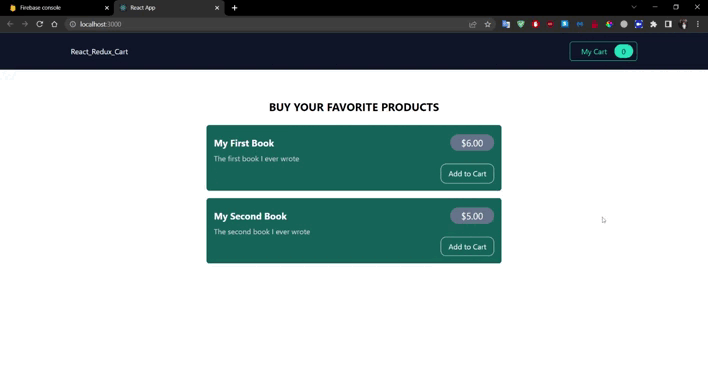 Firebase console
React App
localhost:3000
React_Redux_Cart
My Cart 0
BUY YOUR FAVORITE PRODUCTS
My First Book
$6.00
The first book I ever wrote
Add to Cart
My Second Book
$5.00
The second book I ever wrote
Add to Cart